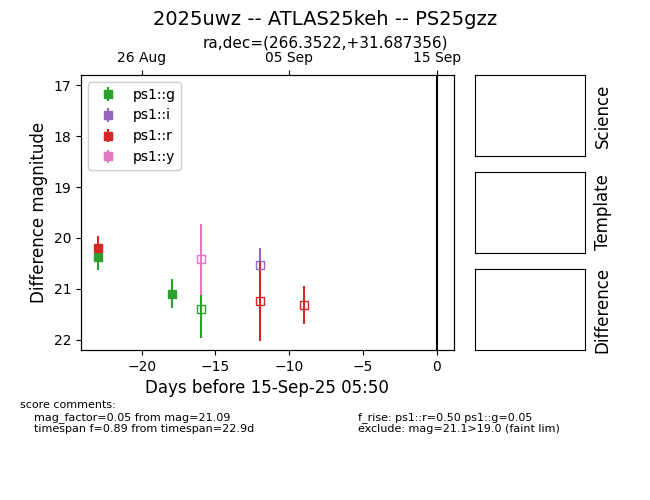 2025uwz -- ATLAS25keh -- PS25gzz
ra,dec=(266.3522,+31.687356)
26 Aug 05 Sep 15 Sep
ps1::g
ps1::i
ps1::r
ps1::y
17
18
19
20
21
22
Difference magnitude
−20 −15 −10 −5 0
Days before 15-Sep-25 05:50
Science
Template
Difference
score comments:
mag_factor=0.05 from mag=21.09
timespan f=0.89 from timespan=22.9d
f_rise: ps1::r=0.50 ps1::g=0.05
exclude: mag=21.1>19.0 (faint lim)